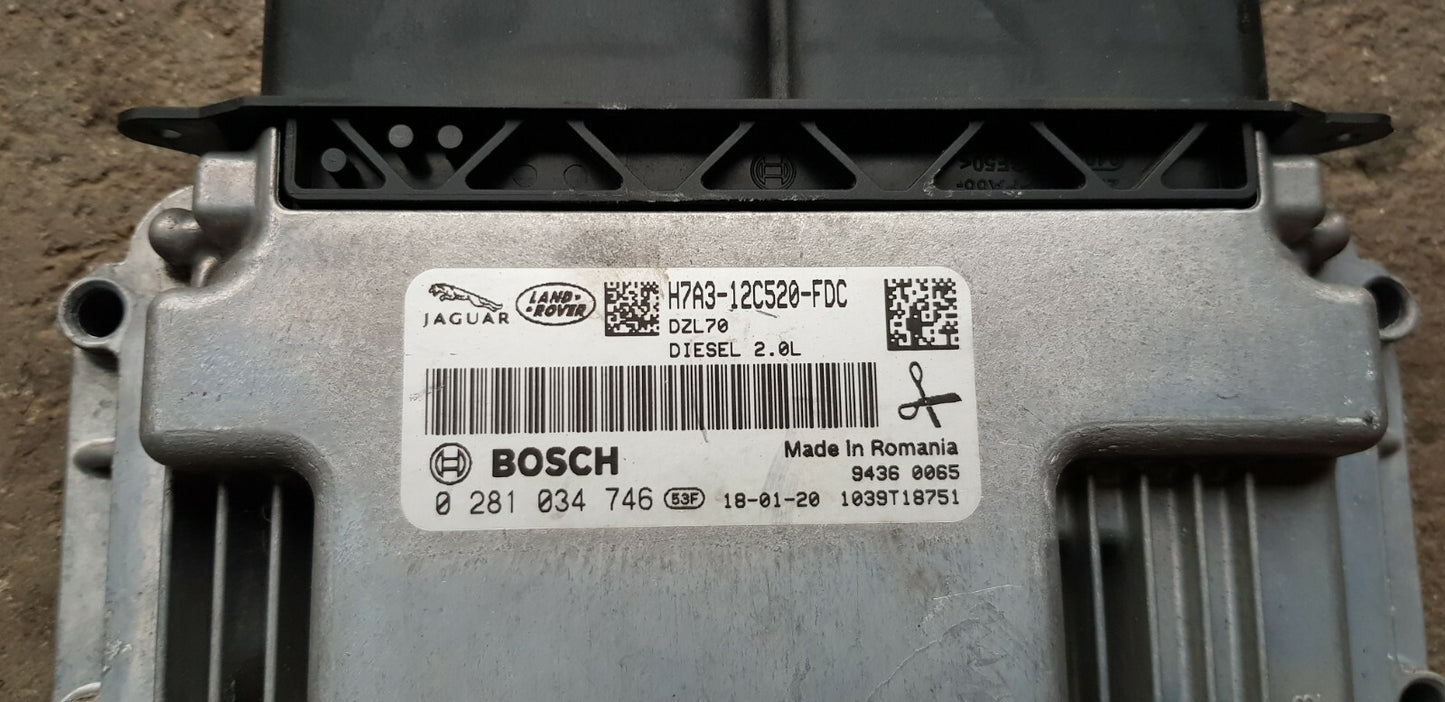 JAGUAR
LAND-
-ROVER
H7A3-12C520-FDC
DZL70
DIESEL 2.0L
BOSCH
Made in Romania
9436 0065
0 281 034 746 53F 18-01-20 1039T18751